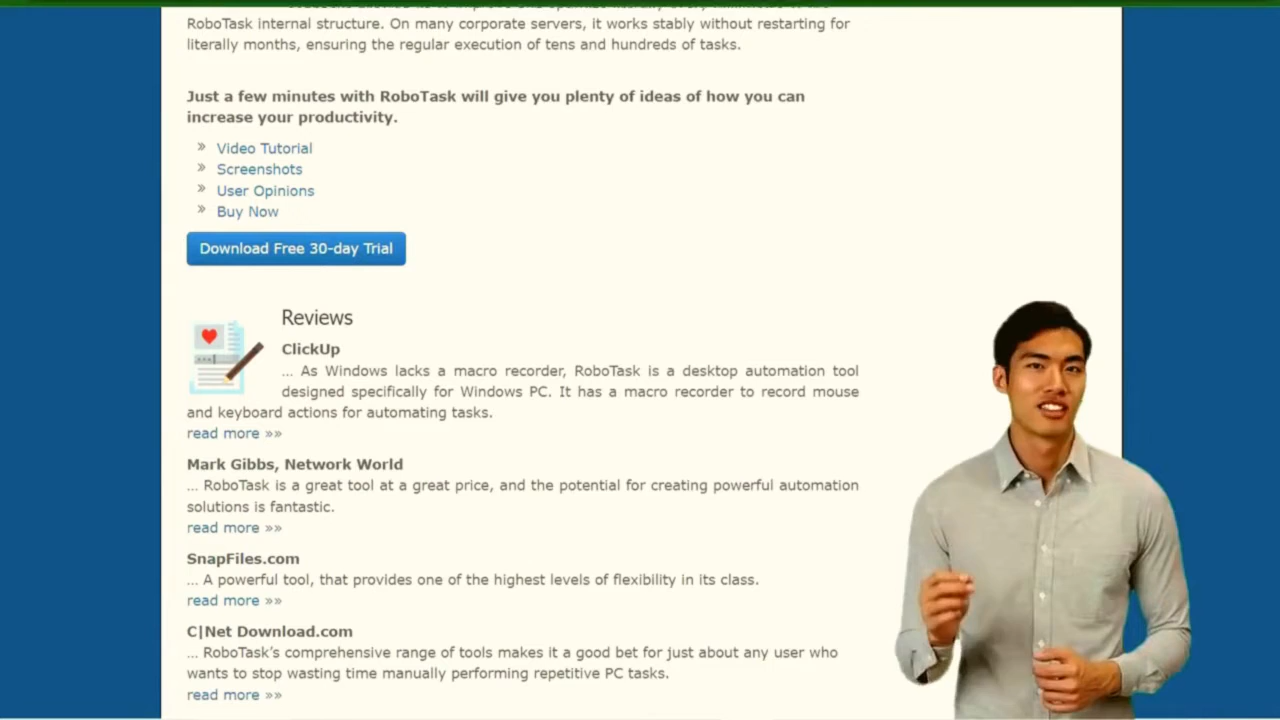 RoboTask internal structure. On many corporate servers, it works stably without restarting for
literally months, ensuring the regular execution of tens and hundreds of tasks.
Just a few minutes with RoboTask will give you plenty of ideas of how you can
increase your productivity.
» Video Tutorial
» Screenshots
» User Opinions
» Buy Now
Download Free 30-day Trial
Reviews
ClickUp
... As Windows lacks a macro recorder, RoboTask is a desktop automation tool
designed specifically for Windows PC. It has a macro recorder to record mouse
and keyboard actions for automating tasks.
read more »»
Mark Gibbs, Network World
... RoboTask is a great tool at a great price, and the potential for creating powerful automation
solutions is fantastic.
read more »»
SnapFiles.com
... A powerful tool, that provides one of the highest levels of flexibility in its class.
read more »»
C|Net Download.com
... RoboTask’s comprehensive range of tools makes it a good bet for just about any user who
wants to stop wasting time manually performing repetitive PC tasks.
read more »»